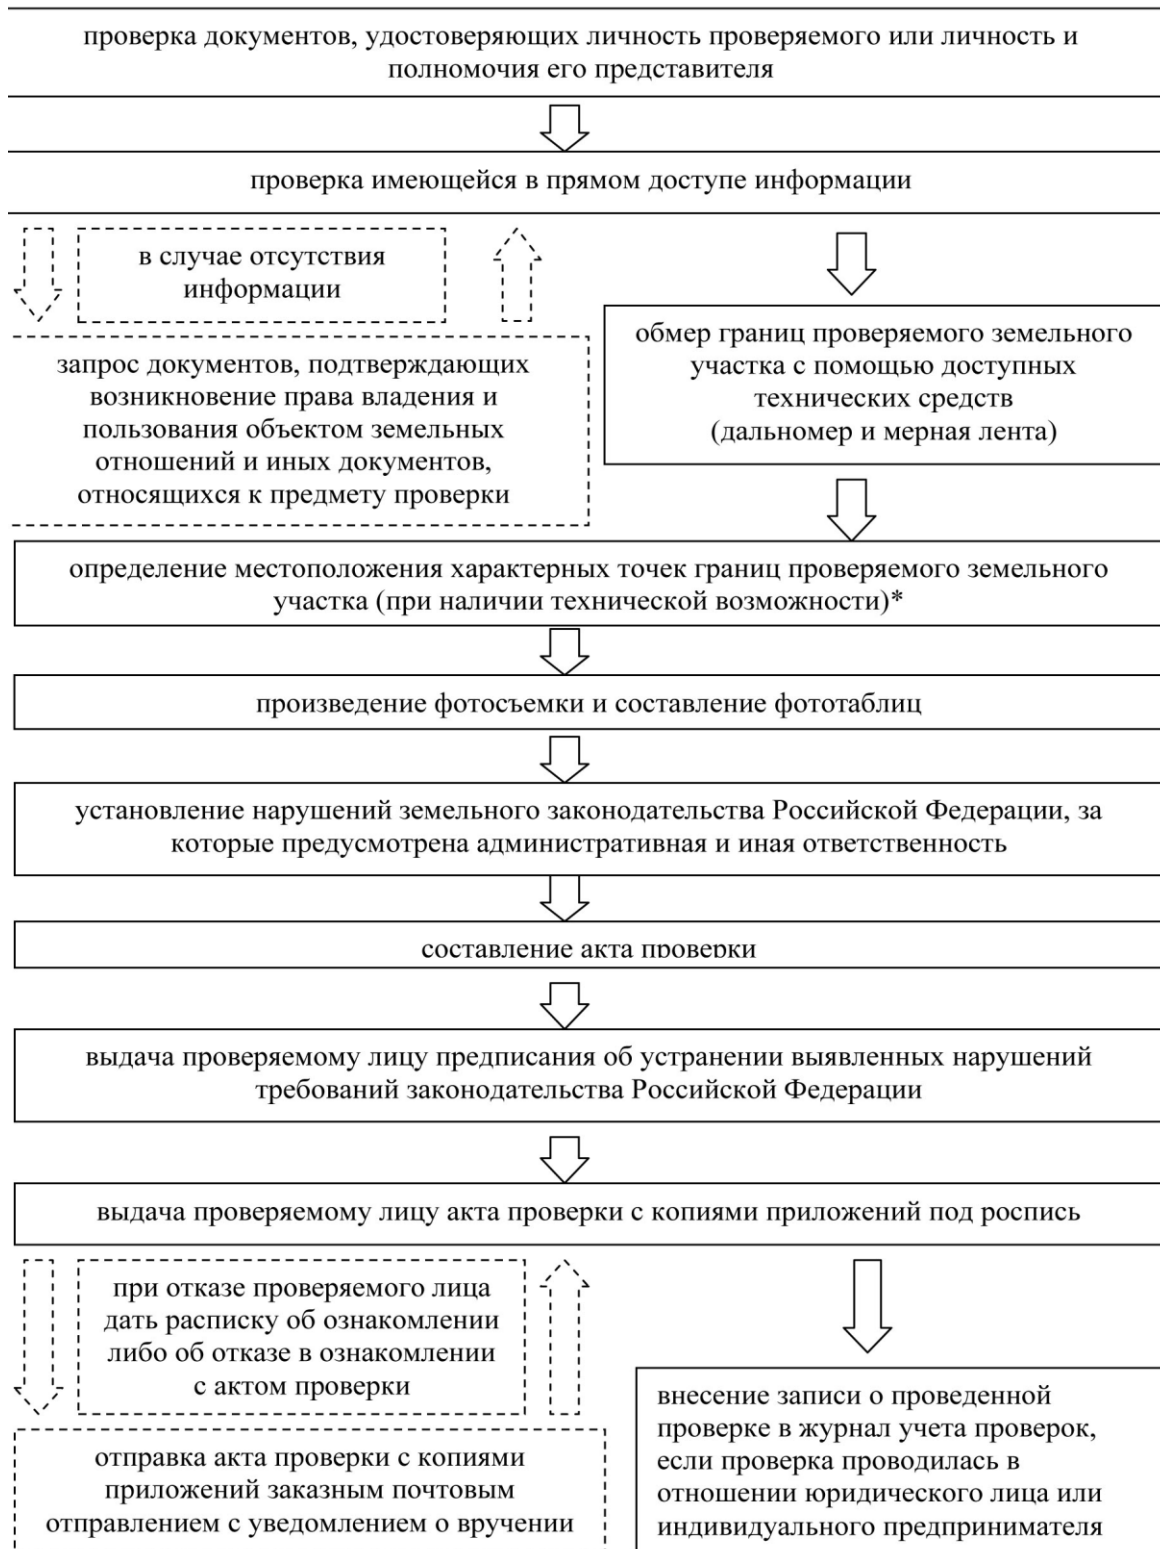 проверка документов, удостоверяющих личность проверяемого или личность и
полномочия его представителя
проверка имеющейся в прямом доступе информации
в случае отсутствия
информации
запрос документов, подтверждающих
возникновение права владения и
пользования объектом земельных
отношений и иных документов,
относящихся к предмету проверки
обмер границ проверяемого земельного
участка с помощью доступных
технических средств
(дальномер и мерная лента)
определение местоположения характерных точек границ проверяемого земельного
участка (при наличии технической возможности)*
произведение фотосъемки и составление фототаблиц
установление нарушений земельного законодательства Российской Федерации, за
которые предусмотрена административная и иная ответственность
составление акта проверки
выдача проверяемому лицу предписания об устранении выявленных нарушений
требований законодательства Российской Федерации
выдача проверяемому лицу акта проверки с копиями приложений под роспись
при отказе проверяемого лица
дать расписку об ознакомлении
либо об отказе в ознакомлении
с актом проверки
отправка акта проверки с копиями
приложений заказным почтовым
отправлением с уведомлением о вручении
внесение записи о проведенной
проверке в журнал учета проверок,
если проверка проводилась в
отношении юридического лица или
индивидуального предпринимателя